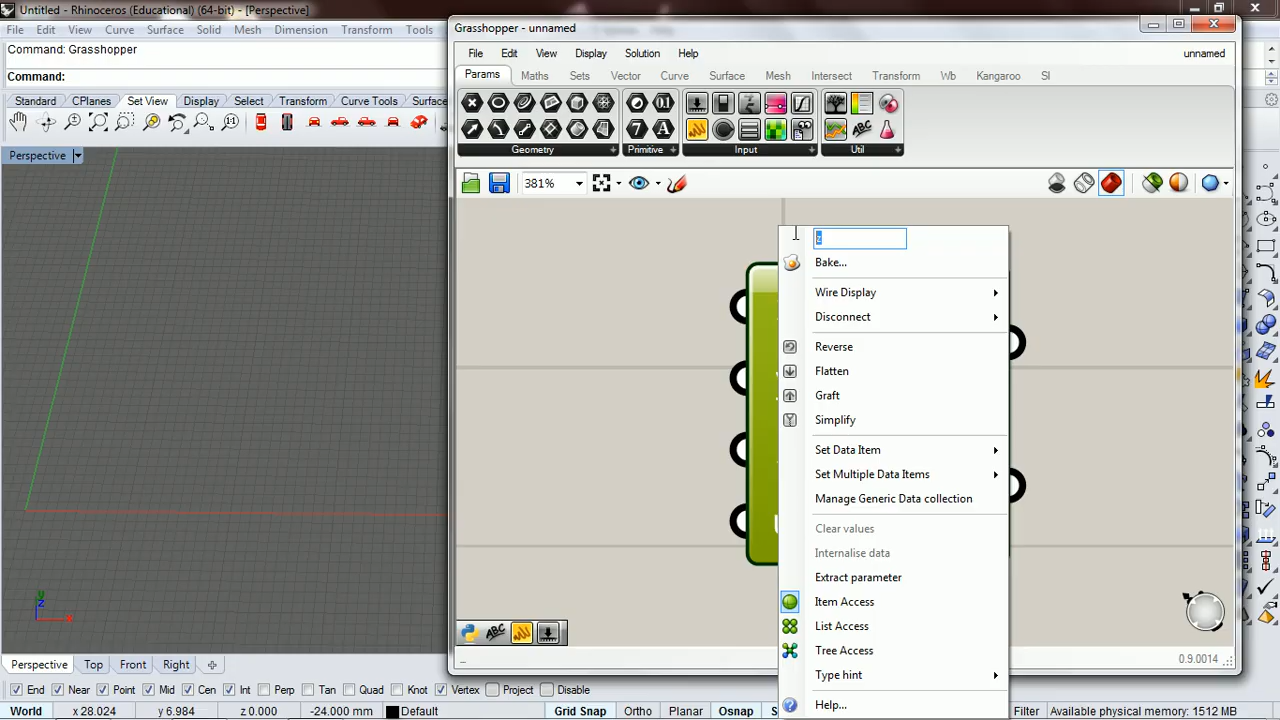 Untitled - Rhinoceros (Educational) (64-bit) - [Perspective]
File Edit View Curve Surface Solid Mesh Dimension Transform Tools
Command: Grasshopper
Command:
Standard CPlanes Set View Display Select Transform Curve Tools Surface
Perspective
Grasshopper - unnamed
File Edit View Display Solution Help unnamed
Params Maths Sets Vector Curve Surface Mesh Intersect Transform Wb Kangaroo SI
Geometry Primitive Input Util
381%
z
Bake...
Wire Display
Disconnect
Reverse
Flatten
Graft
Simplify
Set Data Item
Set Multiple Data Items
Manage Generic Data collection
Clear values
Internalise data
Extract parameter
Item Access
List Access
Tree Access
Type hint
Help...
0.9.0014
y
z
x
Perspective Top Front Right
End Near Point Mid Cen Int Perp Tan Quad Knot Vertex Project Disable
World x 28.024 y 6.984 z 0.000 -24.000 mm Default Grid Snap Ortho Planar Osnap Filter Available physical memory: 1512 MB